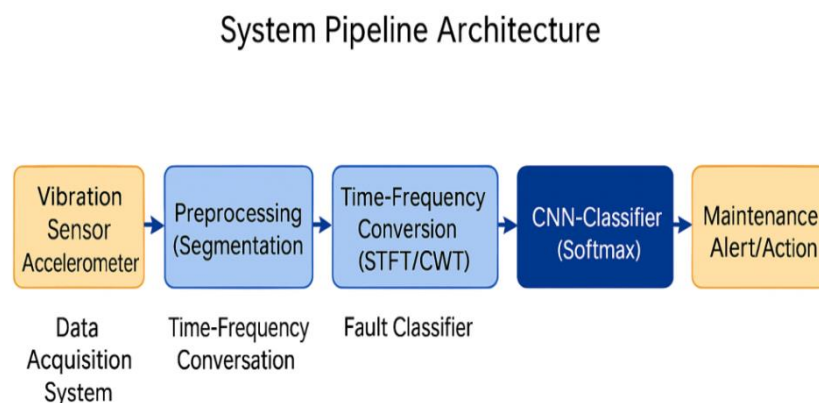 System Pipeline Architecture
Vibration
Sensor
Accelerometer
Preprocessing
(Segmentation
Time-Frequency
Conversion
(STFT/CWT)
CNN-Classifier
(Softmax)
Maintenance
Alert/Action
Data
Acquisition
System
Time-Frequency
Conversation
Fault Classifier